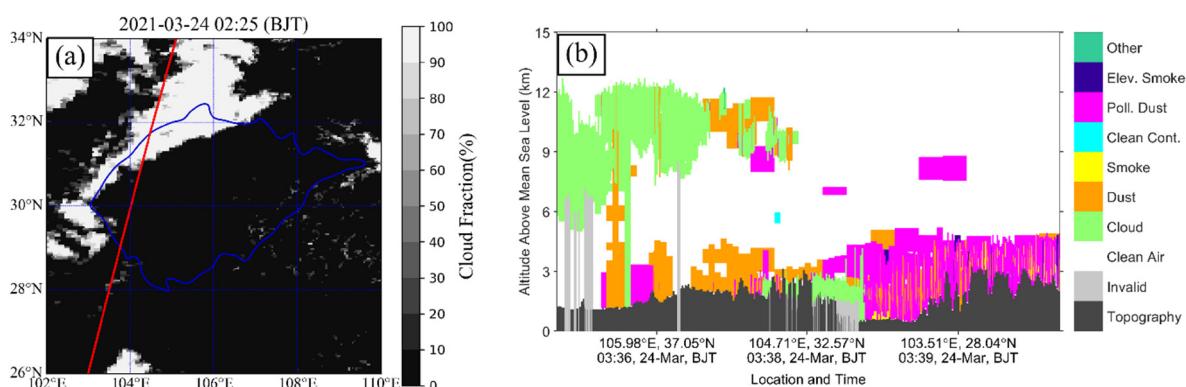 2021-03-24 02:25 (BJT)
(a)
34°N
32°N
30°N
28°N
26°N
102°E
104°E
106°E
108°E
110°E
100
90
80
70
60
50
40
30
20
10
0
Cloud Fraction(%)
(b)
15
12
9
6
3
0
Altitude Above Mean Sea Level (km)
105.98°E, 37.05°N
03:36, 24-Mar, BJT
104.71°E, 32.57°N
03:38, 24-Mar, BJT
103.51°E, 28.04°N
03:39, 24-Mar, BJT
Location and Time
Other
Elev. Smoke
Poll. Dust
Clean Cont.
Smoke
Dust
Cloud
Clean Air
Invalid
Topography